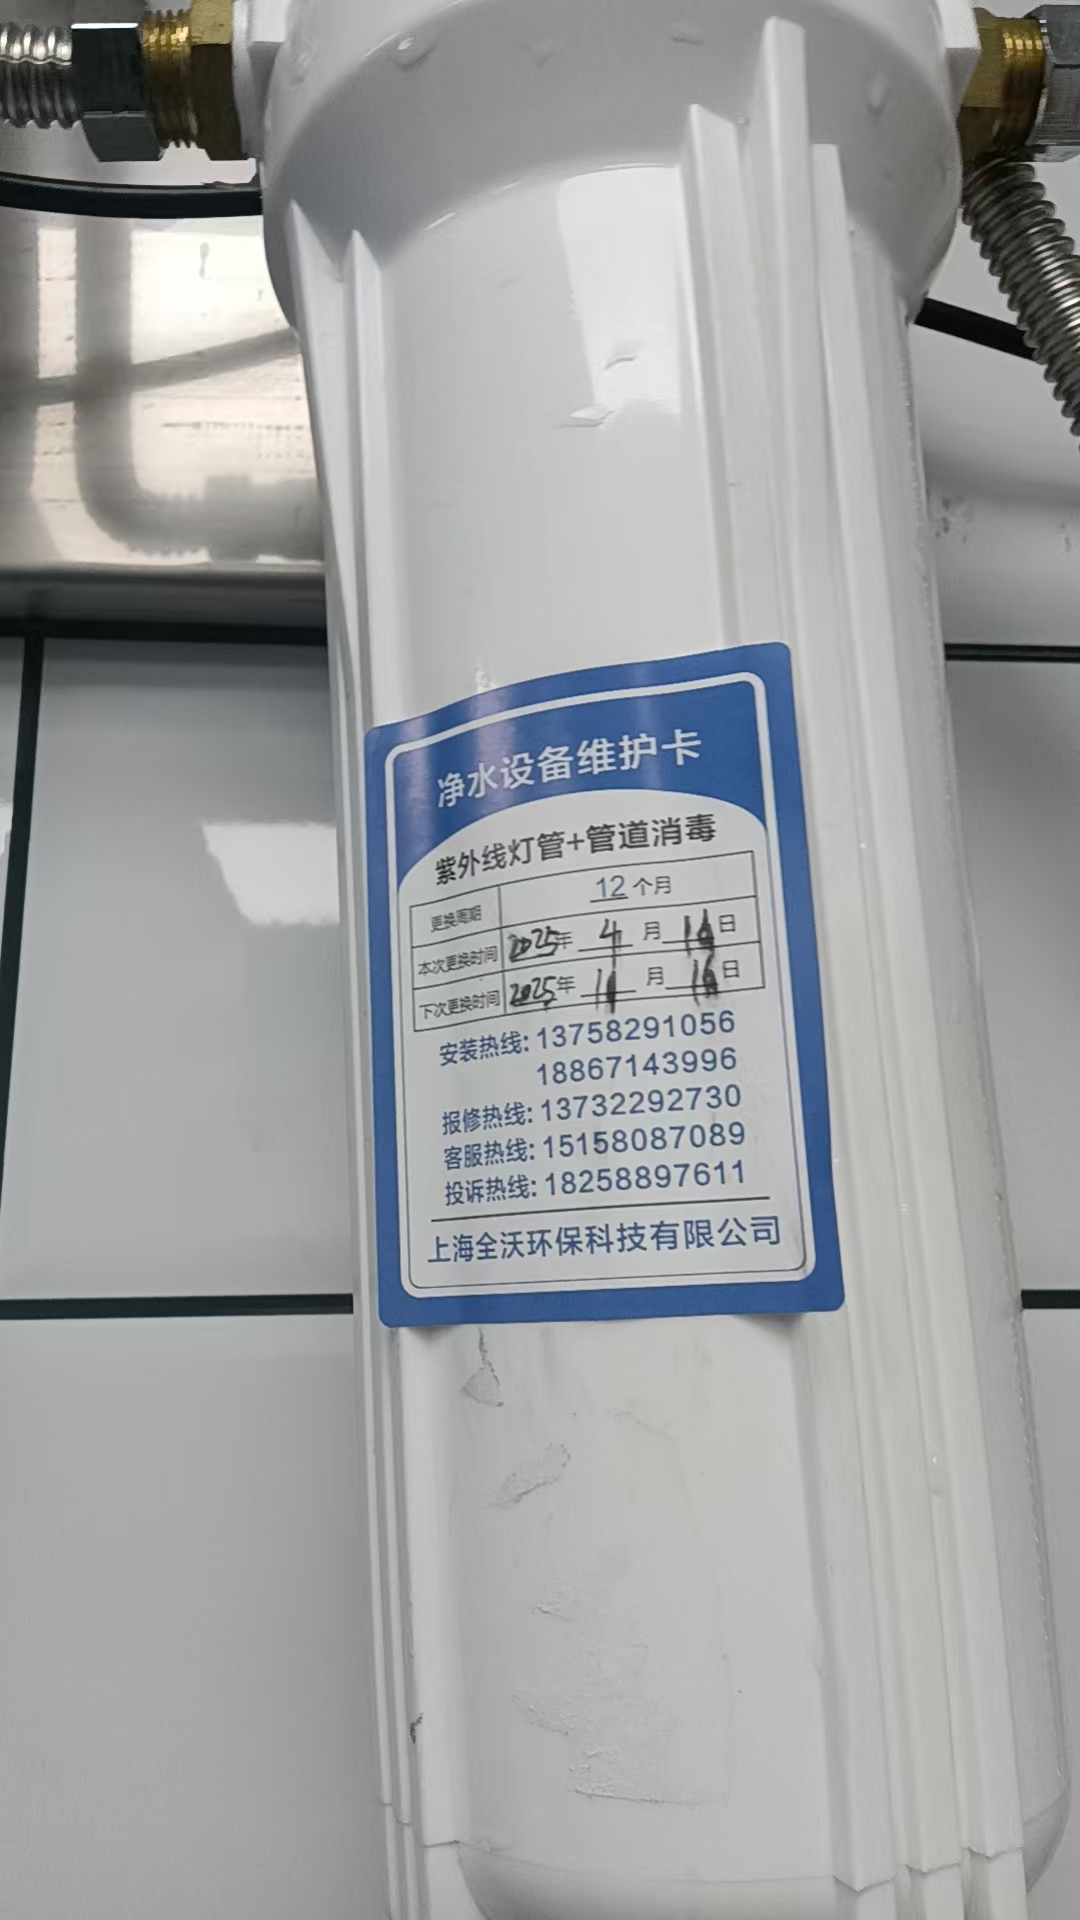 净水设备维护卡
紫外线灯管+管道消毒
更换周期 12 个月
本次更换时间 2025年 4 月 16 日
下次更换时间 2025年 月 16 日
安装热线: 13758291056
18867143996
报修热线: 13732292730
客服热线: 15158087089
投诉热线: 18258897611
上海全沃环保科技有限公司